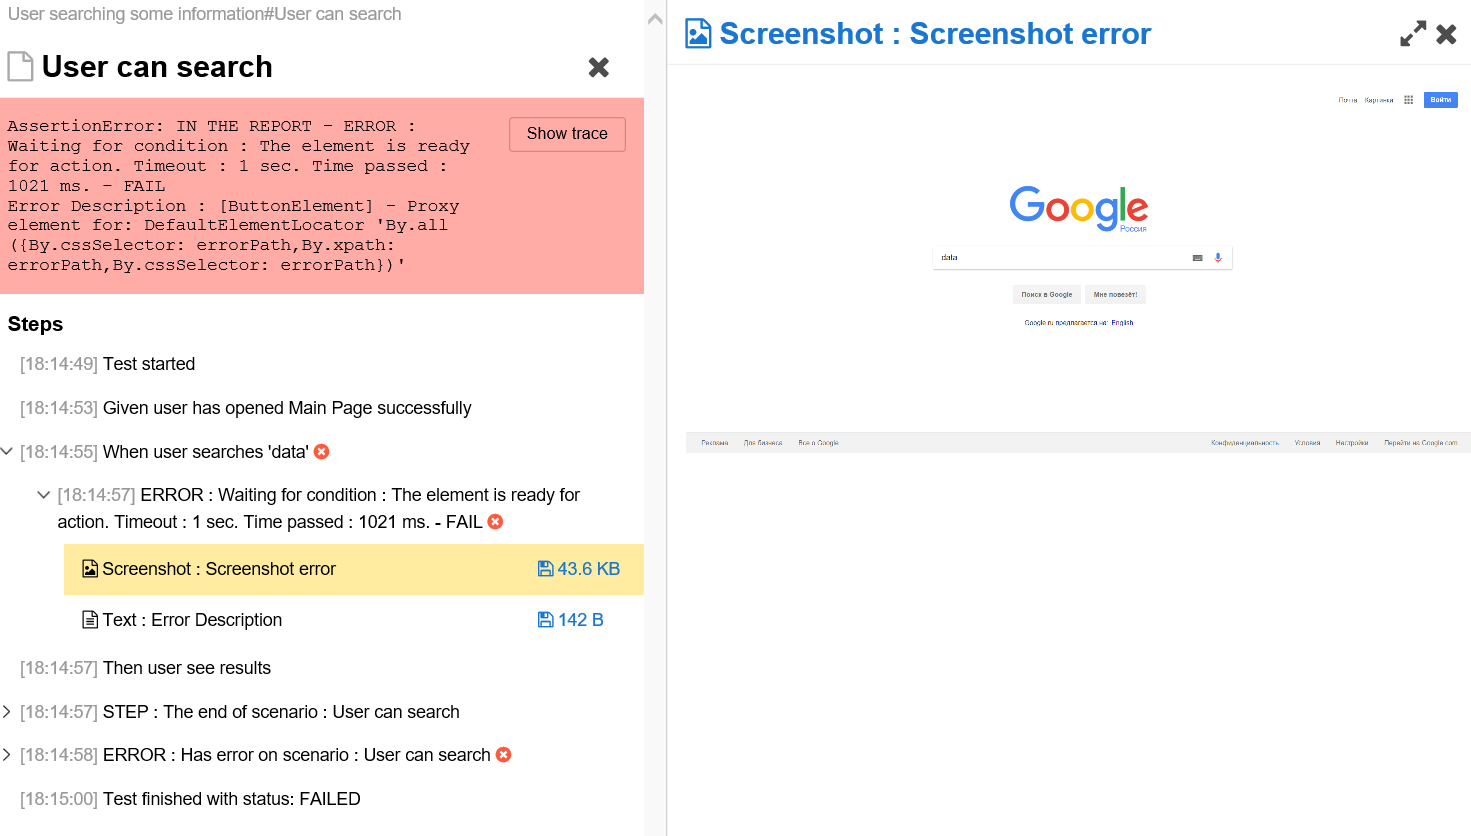 User searching some information#User can search
User can search
AssertionError: IN THE REPORT - ERROR :
Waiting for condition : The element is ready
for action. Timeout : 1 sec. Time passed :
1021 ms. - FAIL
Error Description : [ButtonElement] - Proxy
element for: DefaultElementLocator 'By.all
({By.cssSelector: errorPath,By.xpath:
errorPath,By.cssSelector: errorPath})'
Show trace
Steps
[18:14:49] Test started
[18:14:53] Given user has opened Main Page successfully
[18:14:55] When user searches 'data'
[18:14:57] ERROR : Waiting for condition : The element is ready for
action. Timeout : 1 sec. Time passed : 1021 ms. - FAIL
Screenshot : Screenshot error 43.6 KB
Text : Error Description 142 B
[18:14:57] Then user see results
[18:14:57] STEP : The end of scenario : User can search
[18:14:58] ERROR : Has error on scenario : User can search
[18:15:00] Test finished with status: FAILED
Screenshot : Screenshot error
Почта Картинки Войти
Google
Россия
data
Поиск в Google Мне повезёт!
Google.ru предлагается на: English
Реклама Для бизнеса Все о Google Конфиденциальность Условия Настройки Перейти на Google.com